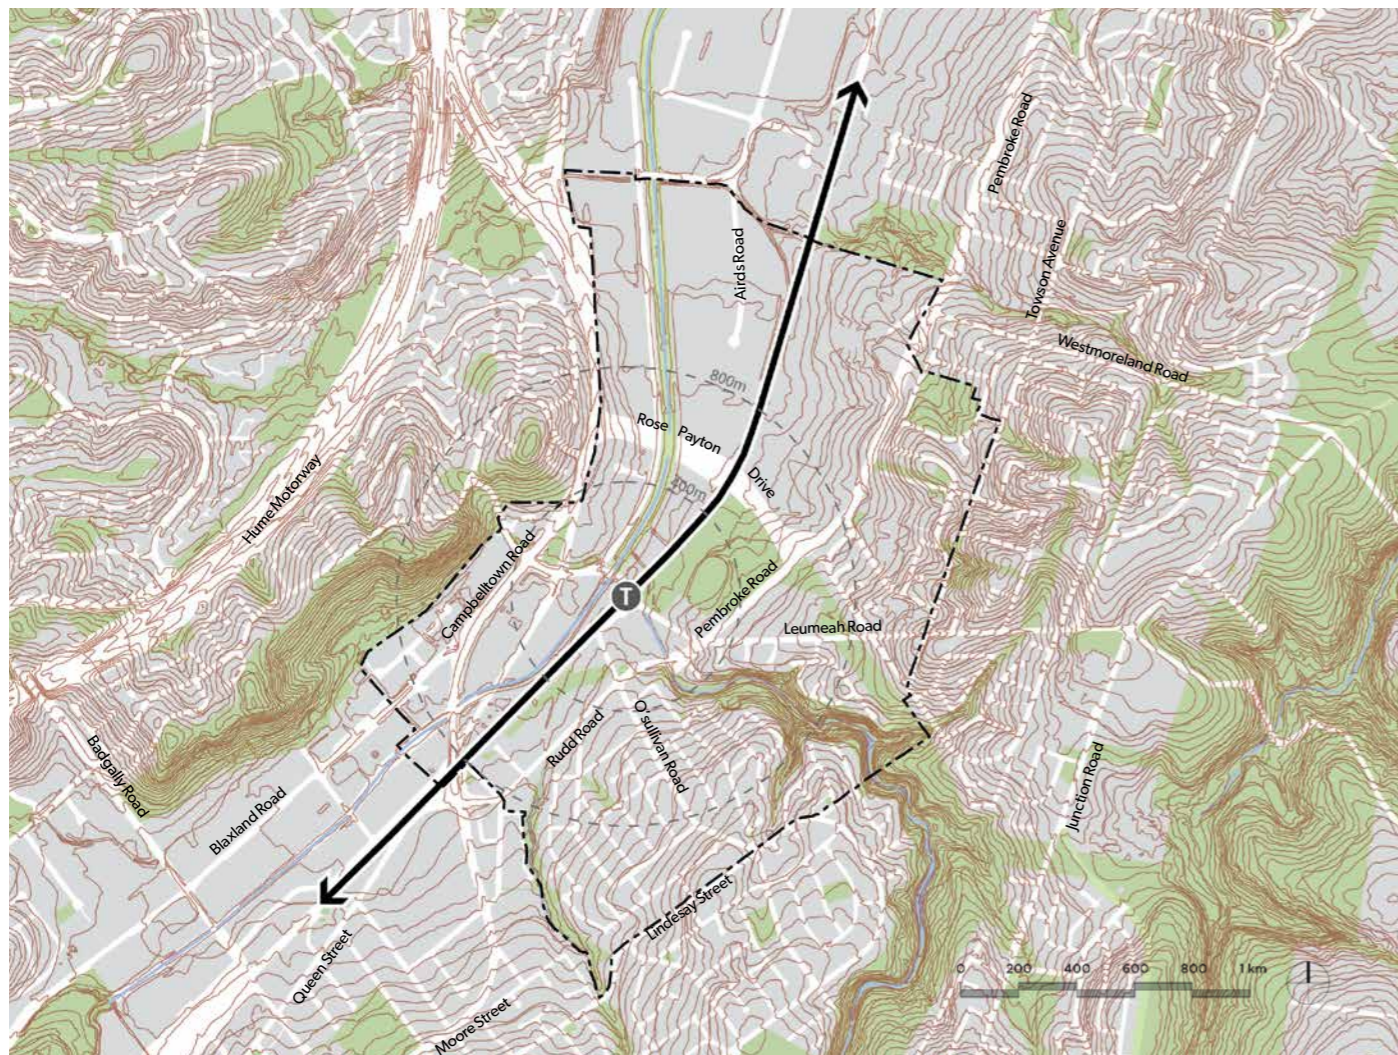 Pembroke Road
Airds Road
Towson Avenue
Westmoreland Road
800m
Rose Payton
Drive
400m
Hume Motorway
Campbelltown Road
T
Pembroke Road
Leumeah Road
Rudd Road
O'sullivan Road
Badgally Road
Blaxland Road
Junction Road
Lindesay Street
Queen Street
Moore Street
0 200 400 600 800 1 km